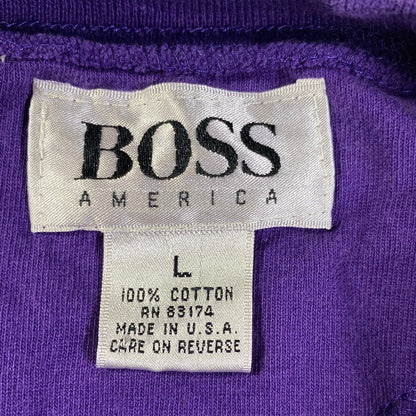 BOSS
AMERICA
L
100% COTTON
RN 83174
MADE IN U.S.A.
CARE ON REVERSE